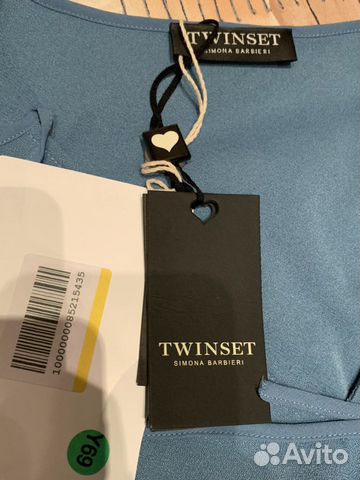 TWINSET
SIMONA BARBIERI
TWINSET
SIMONA BARBIERI
1000000085215435
Y69
Avito